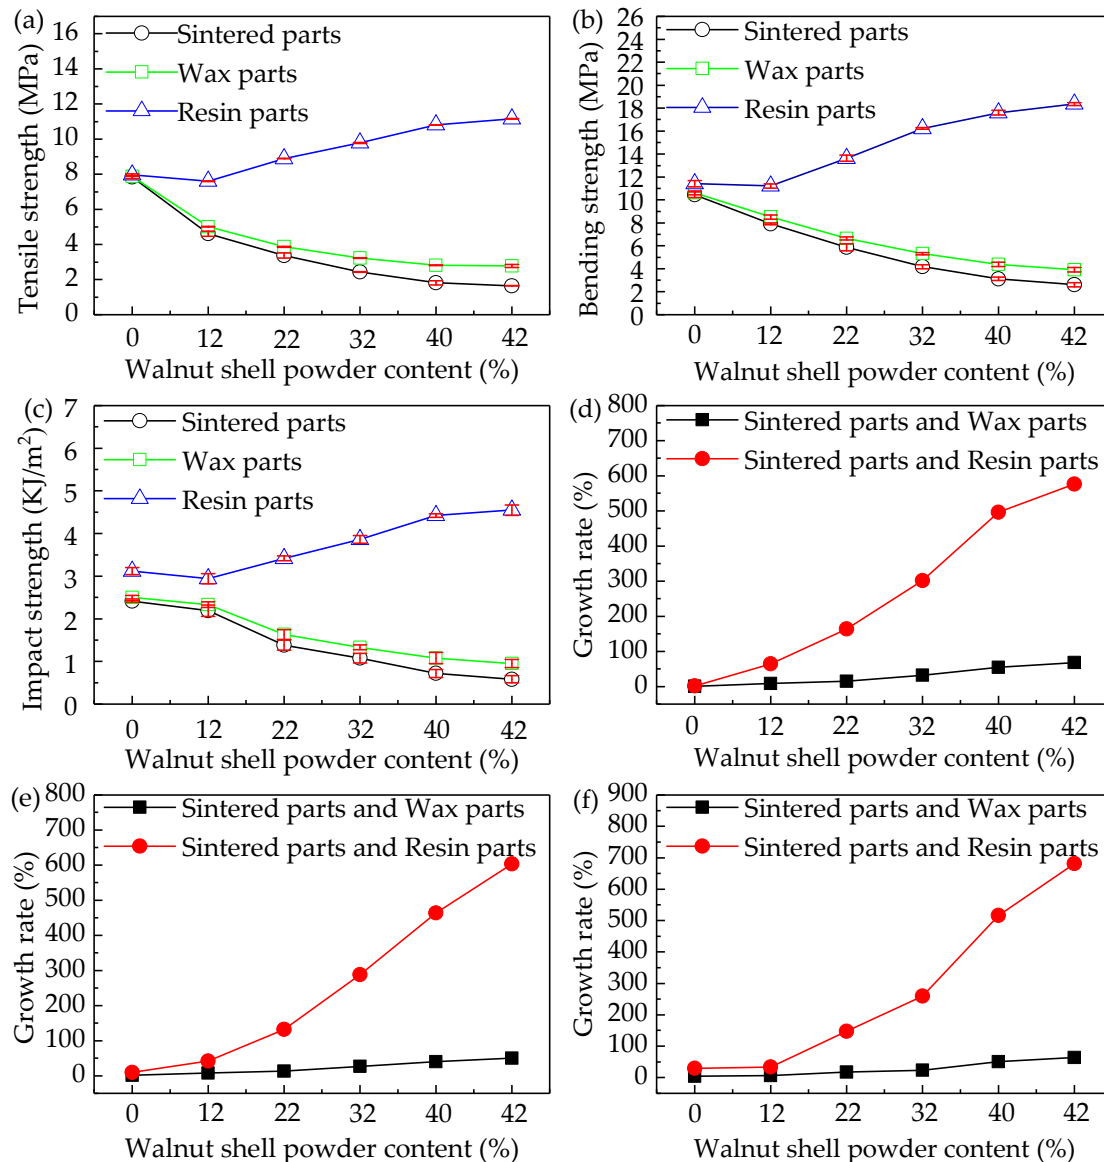 (a)
Sintered parts
Wax parts
Resin parts
Tensile strength (MPa)
16
14
12
10
8
6
4
2
0
0 12 22 32 40 42
Walnut shell powder content (%)
(b)
Sintered parts
Wax parts
Resin parts
Bending strength (MPa)
26
24
22
20
18
16
14
12
10
8
6
4
2
0
0 12 22 32 40 42
Walnut shell powder content (%)
(c)
Sintered parts
Wax parts
Resin parts
Impact strength (KJ/m²)
7
6
5
4
3
2
1
0
0 12 22 32 40 42
Walnut shell powder content (%)
(d)
Sintered parts and Wax parts
Sintered parts and Resin parts
Growth rate (%)
800
700
600
500
400
300
200
100
0
0 12 22 32 40 42
Walnut shell powder content (%)
(e)
Sintered parts and Wax parts
Sintered parts and Resin parts
Growth rate (%)
800
700
600
500
400
300
200
100
0
0 12 22 32 40 42
Walnut shell powder content (%)
(f)
Sintered parts and Wax parts
Sintered parts and Resin parts
Growth rate (%)
900
800
700
600
500
400
300
200
100
0
0 12 22 32 40 42
Walnut shell powder content (%)